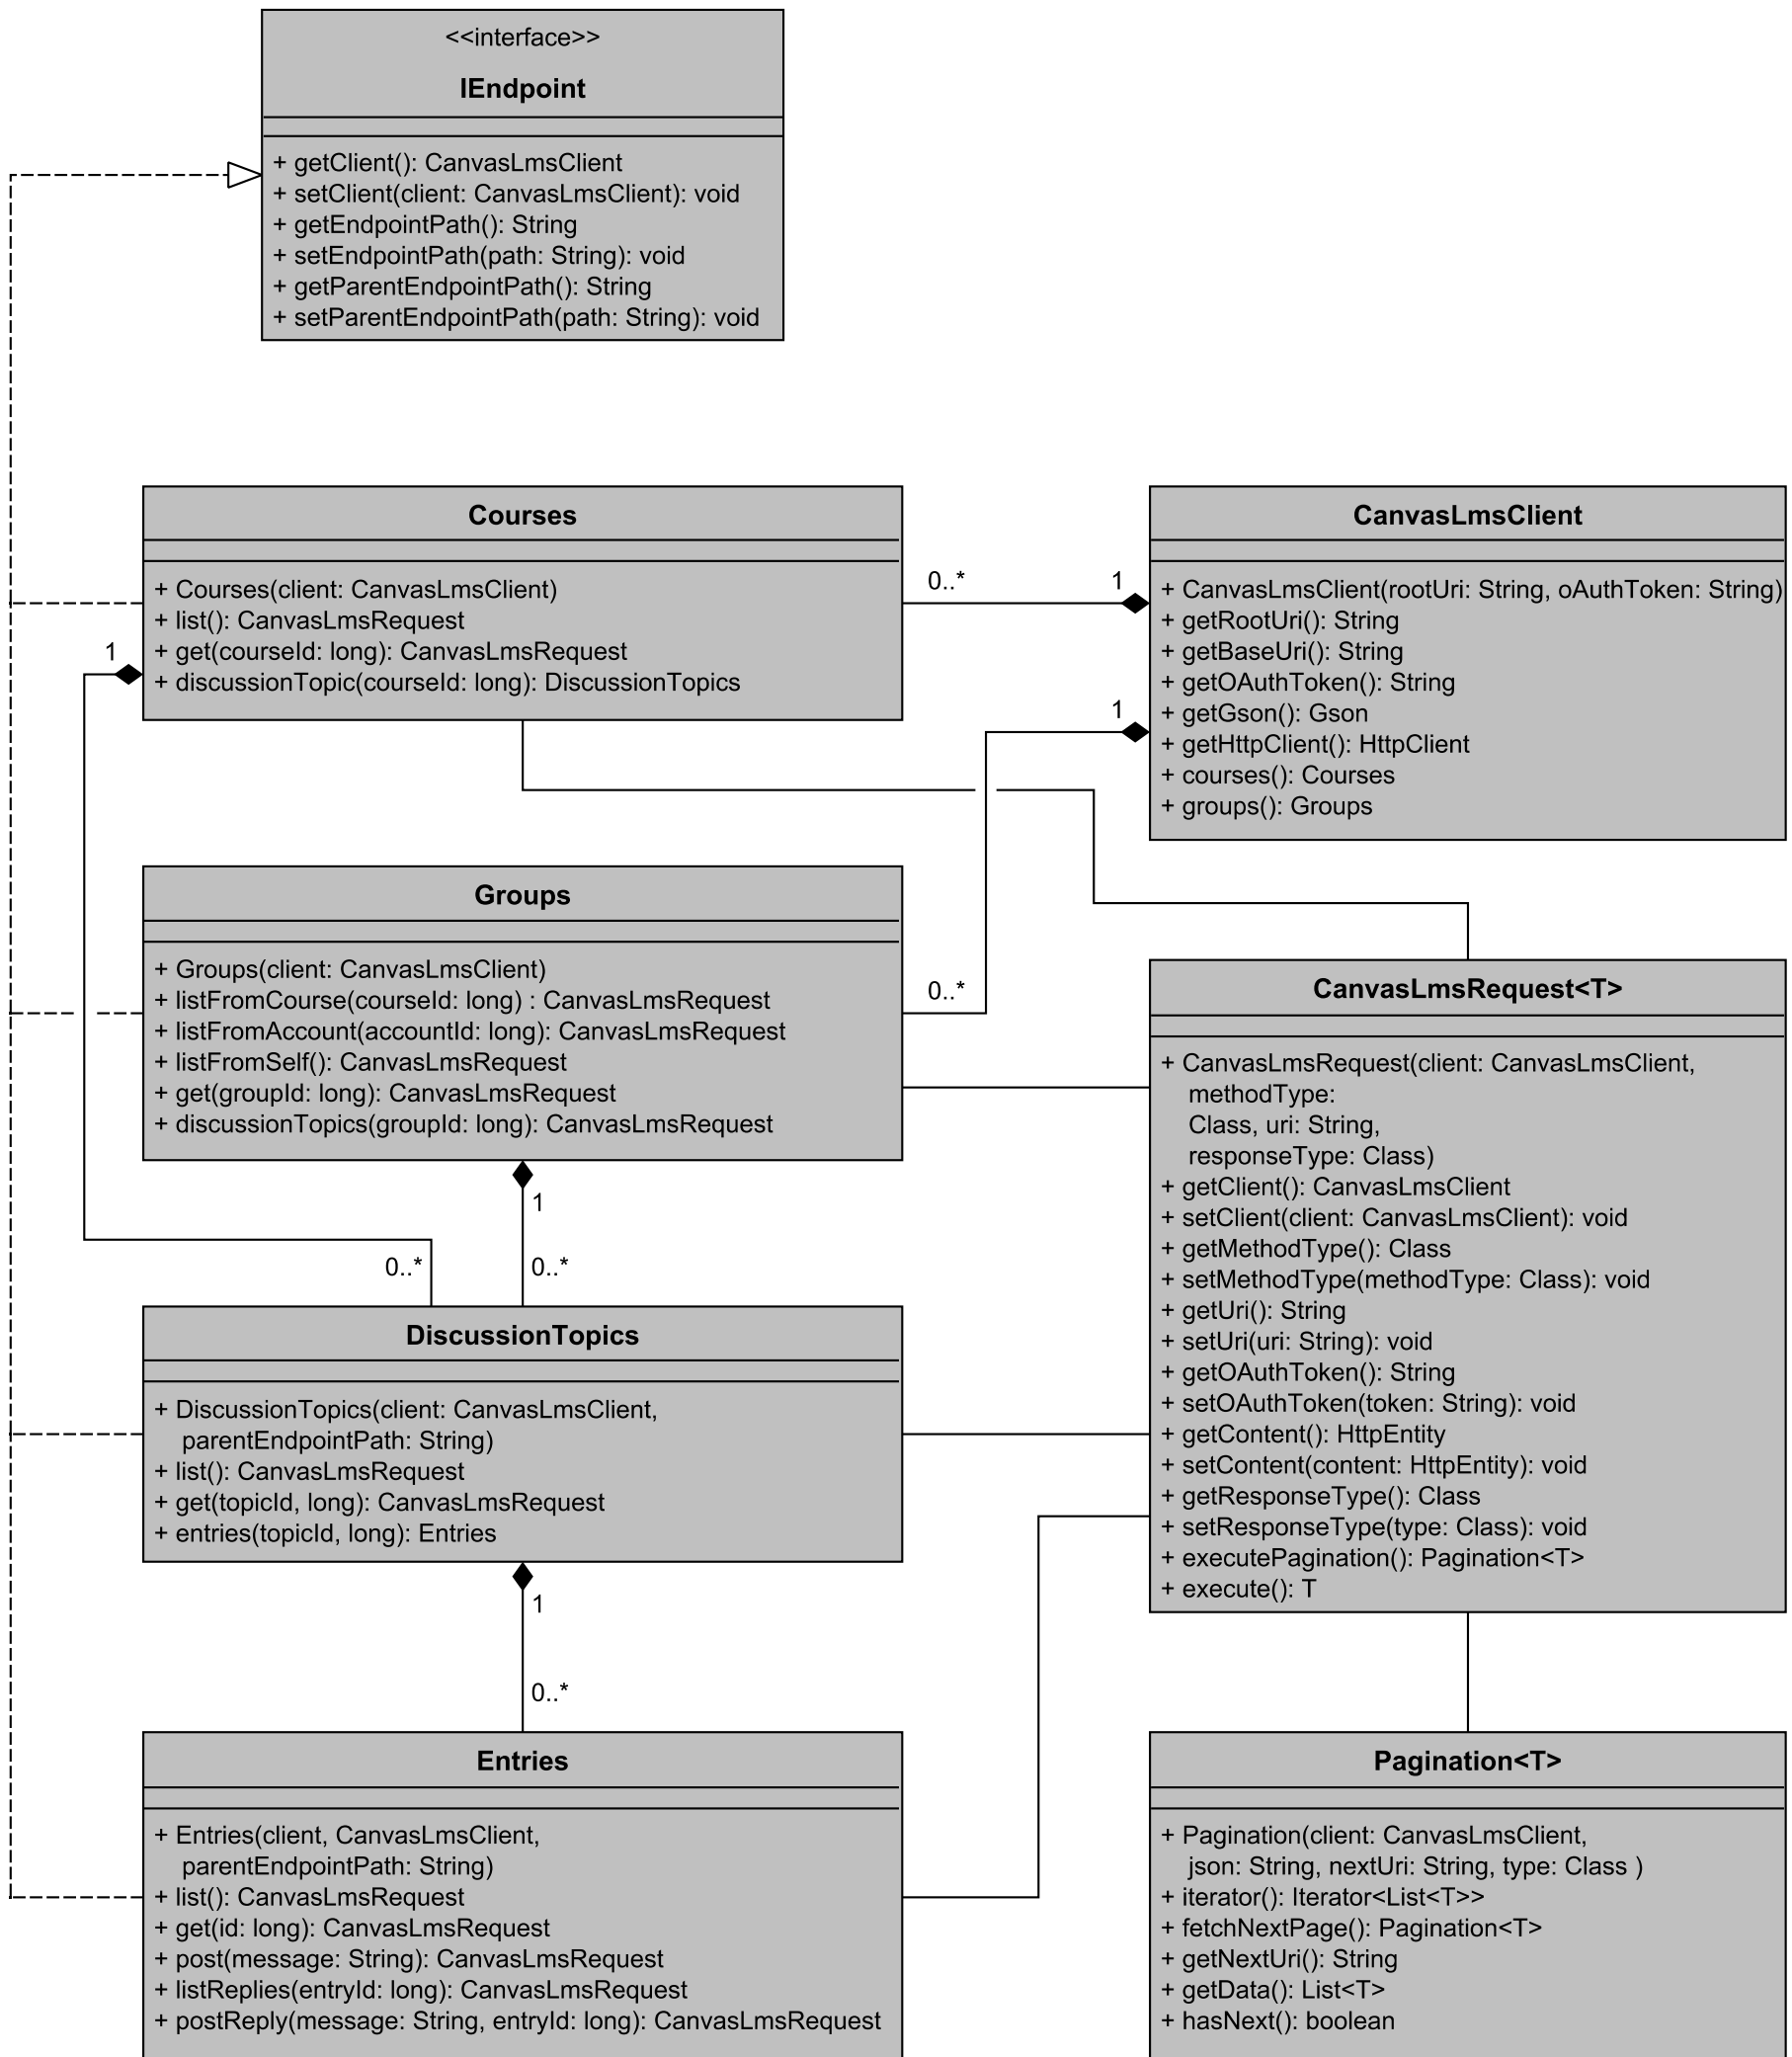 <<interface>>
IEndpoint
+ getClient(): CanvasLmsClient
+ setClient(client: CanvasLmsClient): void
+ getEndpointPath(): String
+ setEndpointPath(path: String): void
+ getParentEndpointPath(): String
+ setParentEndpointPath(path: String): void
Courses
+ Courses(client: CanvasLmsClient)
+ list(): CanvasLmsRequest
+ get(courseId: long): CanvasLmsRequest
+ discussionTopic(courseId: long): DiscussionTopics
1
0..*
1
CanvasLmsClient
+ CanvasLmsClient(rootUri: String, oAuthToken: String)
+ getRootUri(): String
+ getBaseUri(): String
+ getOAuthToken(): String
+ getGson(): Gson
+ getHttpClient(): HttpClient
+ courses(): Courses
+ groups(): Groups
1
Groups
+ Groups(client: CanvasLmsClient)
+ listFromCourse(courseId: long) : CanvasLmsRequest
+ listFromAccount(accountId: long): CanvasLmsRequest
+ listFromSelf(): CanvasLmsRequest
+ get(groupId: long): CanvasLmsRequest
+ discussionTopics(groupId: long): CanvasLmsRequest
0..*
1
0..*
0..*
CanvasLmsRequest<T>
+ CanvasLmsRequest(client: CanvasLmsClient,
methodType:
Class, uri: String,
responseType: Class)
+ getClient(): CanvasLmsClient
+ setClient(client: CanvasLmsClient): void
+ getMethodType(): Class
+ setMethodType(methodType: Class): void
+ getUri(): String
+ setUri(uri: String): void
+ getOAuthToken(): String
+ setOAuthToken(token: String): void
+ getContent(): HttpEntity
+ setContent(content: HttpEntity): void
+ getResponseType(): Class
+ setResponseType(type: Class): void
+ executePagination(): Pagination<T>
+ execute(): T
DiscussionTopics
+ DiscussionTopics(client: CanvasLmsClient,
parentEndpointPath: String)
+ list(): CanvasLmsRequest
+ get(topicId, long): CanvasLmsRequest
+ entries(topicId, long): Entries
1
0..*
Entries
+ Entries(client, CanvasLmsClient,
parentEndpointPath: String)
+ list(): CanvasLmsRequest
+ get(id: long): CanvasLmsRequest
+ post(message: String): CanvasLmsRequest
+ listReplies(entryId: long): CanvasLmsRequest
+ postReply(message: String, entryId: long): CanvasLmsRequest
Pagination<T>
+ Pagination(client: CanvasLmsClient,
json: String, nextUri: String, type: Class )
+ iterator(): Iterator<List<T>>
+ fetchNextPage(): Pagination<T>
+ getNextUri(): String
+ getData(): List<T>
+ hasNext(): boolean